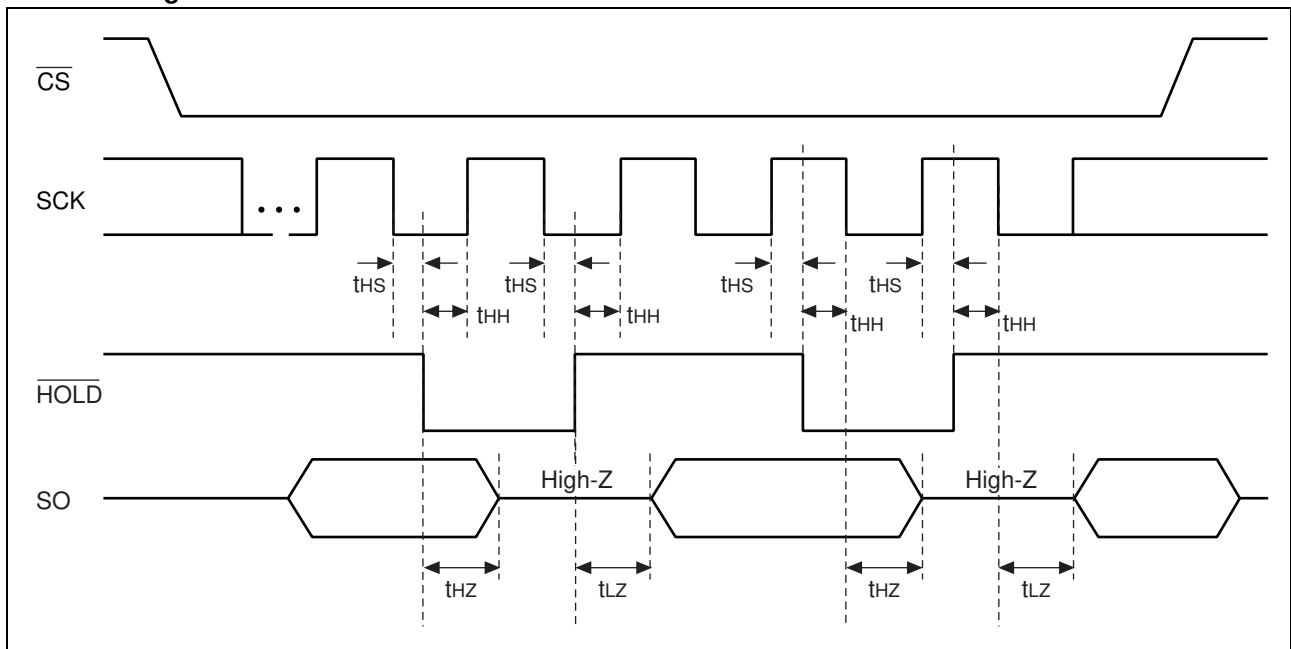 CS
SCK
• • •
tHS
tHS
tHS
tHS
tHH
tHH
tHH
tHH
HOLD
High-Z
High-Z
SO
tHZ
tLZ
tHZ
tLZ